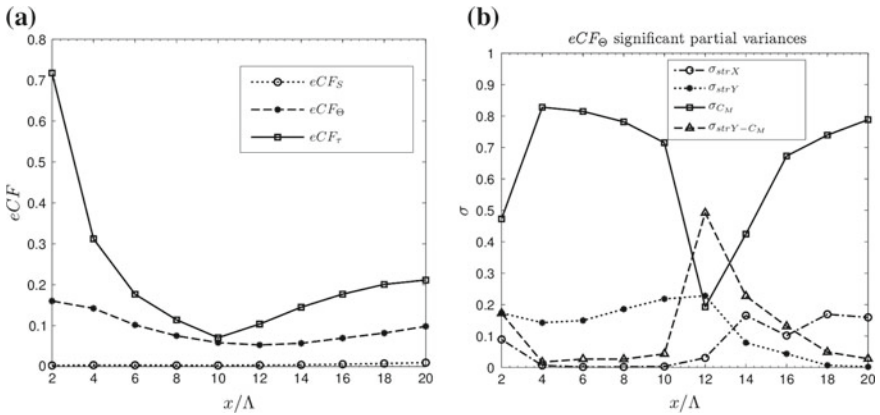 (a)
0.8
0.7
0.6
0.5
0.4
0.3
0.2
0.1
0
eCF
2 4 6 8 10 12 14 16 18 20
x/Λ
eCF_S
eCF_Θ
eCF_τ
(b)
eCF_Θ significant partial variances
1
0.9
0.8
0.7
0.6
0.5
0.4
0.3
0.2
0.1
0
σ
2 4 6 8 10 12 14 16 18 20
x/Λ
σ_strX
σ_strY
σ_C_M
σ_strY−C_M